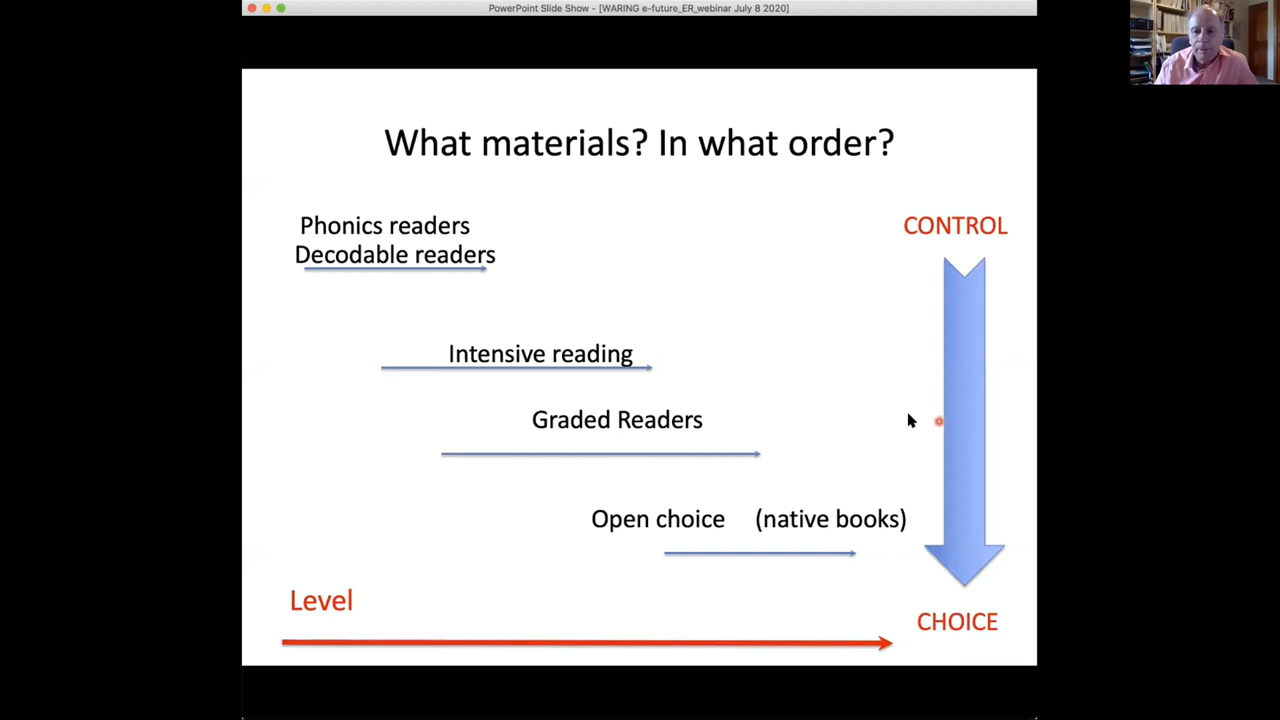 PowerPoint Slide Show - [WARING e-future_ER_webinar July 8 2020]
What materials? In what order?
Phonics readers
Decodable readers
CONTROL
Intensive reading
Graded Readers
Open choice (native books)
Level
CHOICE